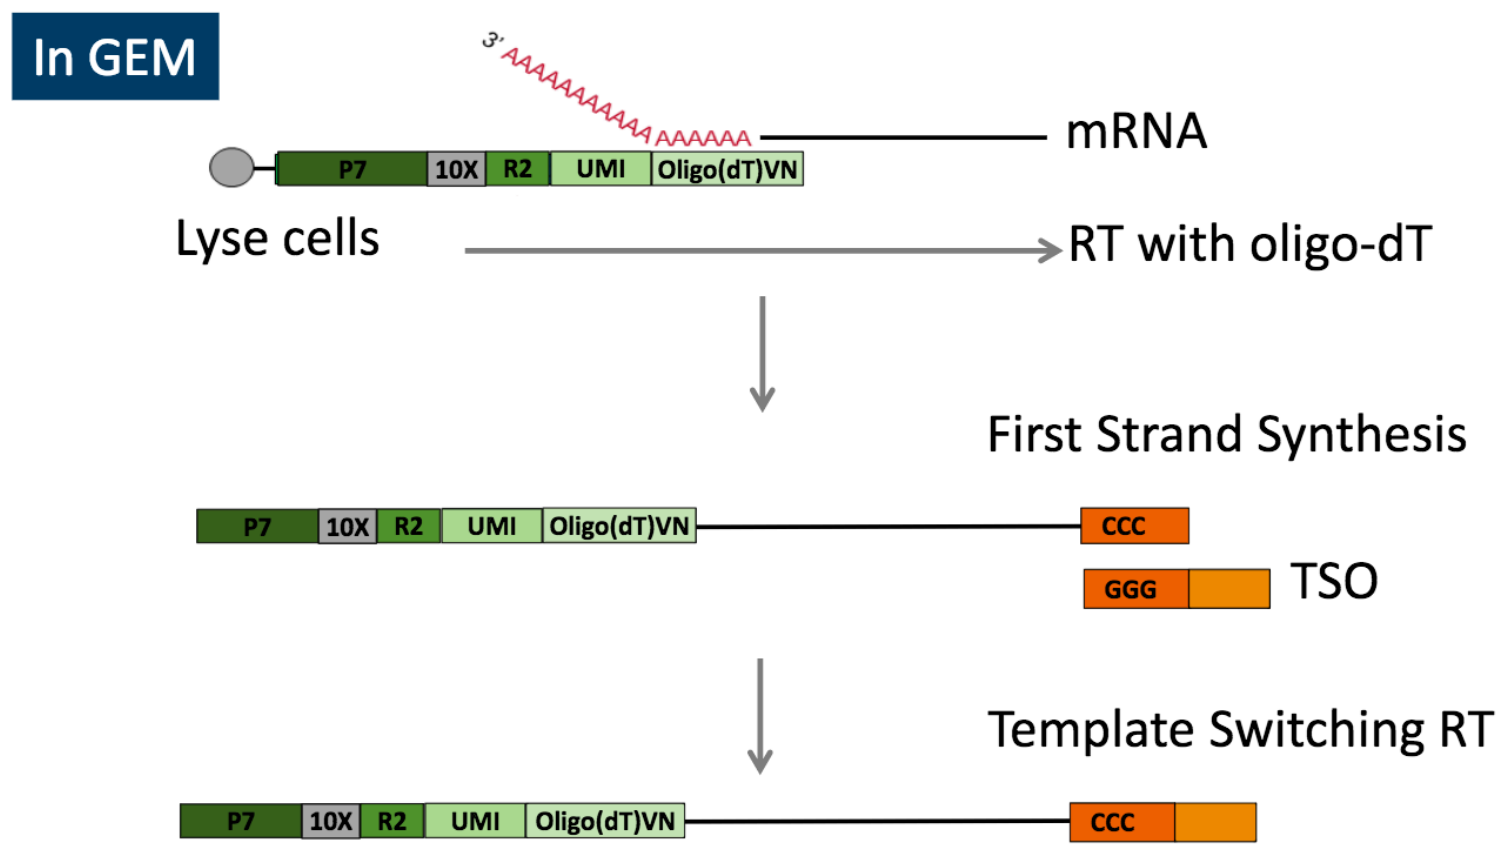 In GEM
3' AAAAAAAAAAAAA AAAAAA
mRNA
P7 10X R2 UMI Oligo(dT)VN
Lyse cells
RT with oligo-dT
First Strand Synthesis
P7 10X R2 UMI Oligo(dT)VN CCC
GGG TSO
Template Switching RT
P7 10X R2 UMI Oligo(dT)VN CCC